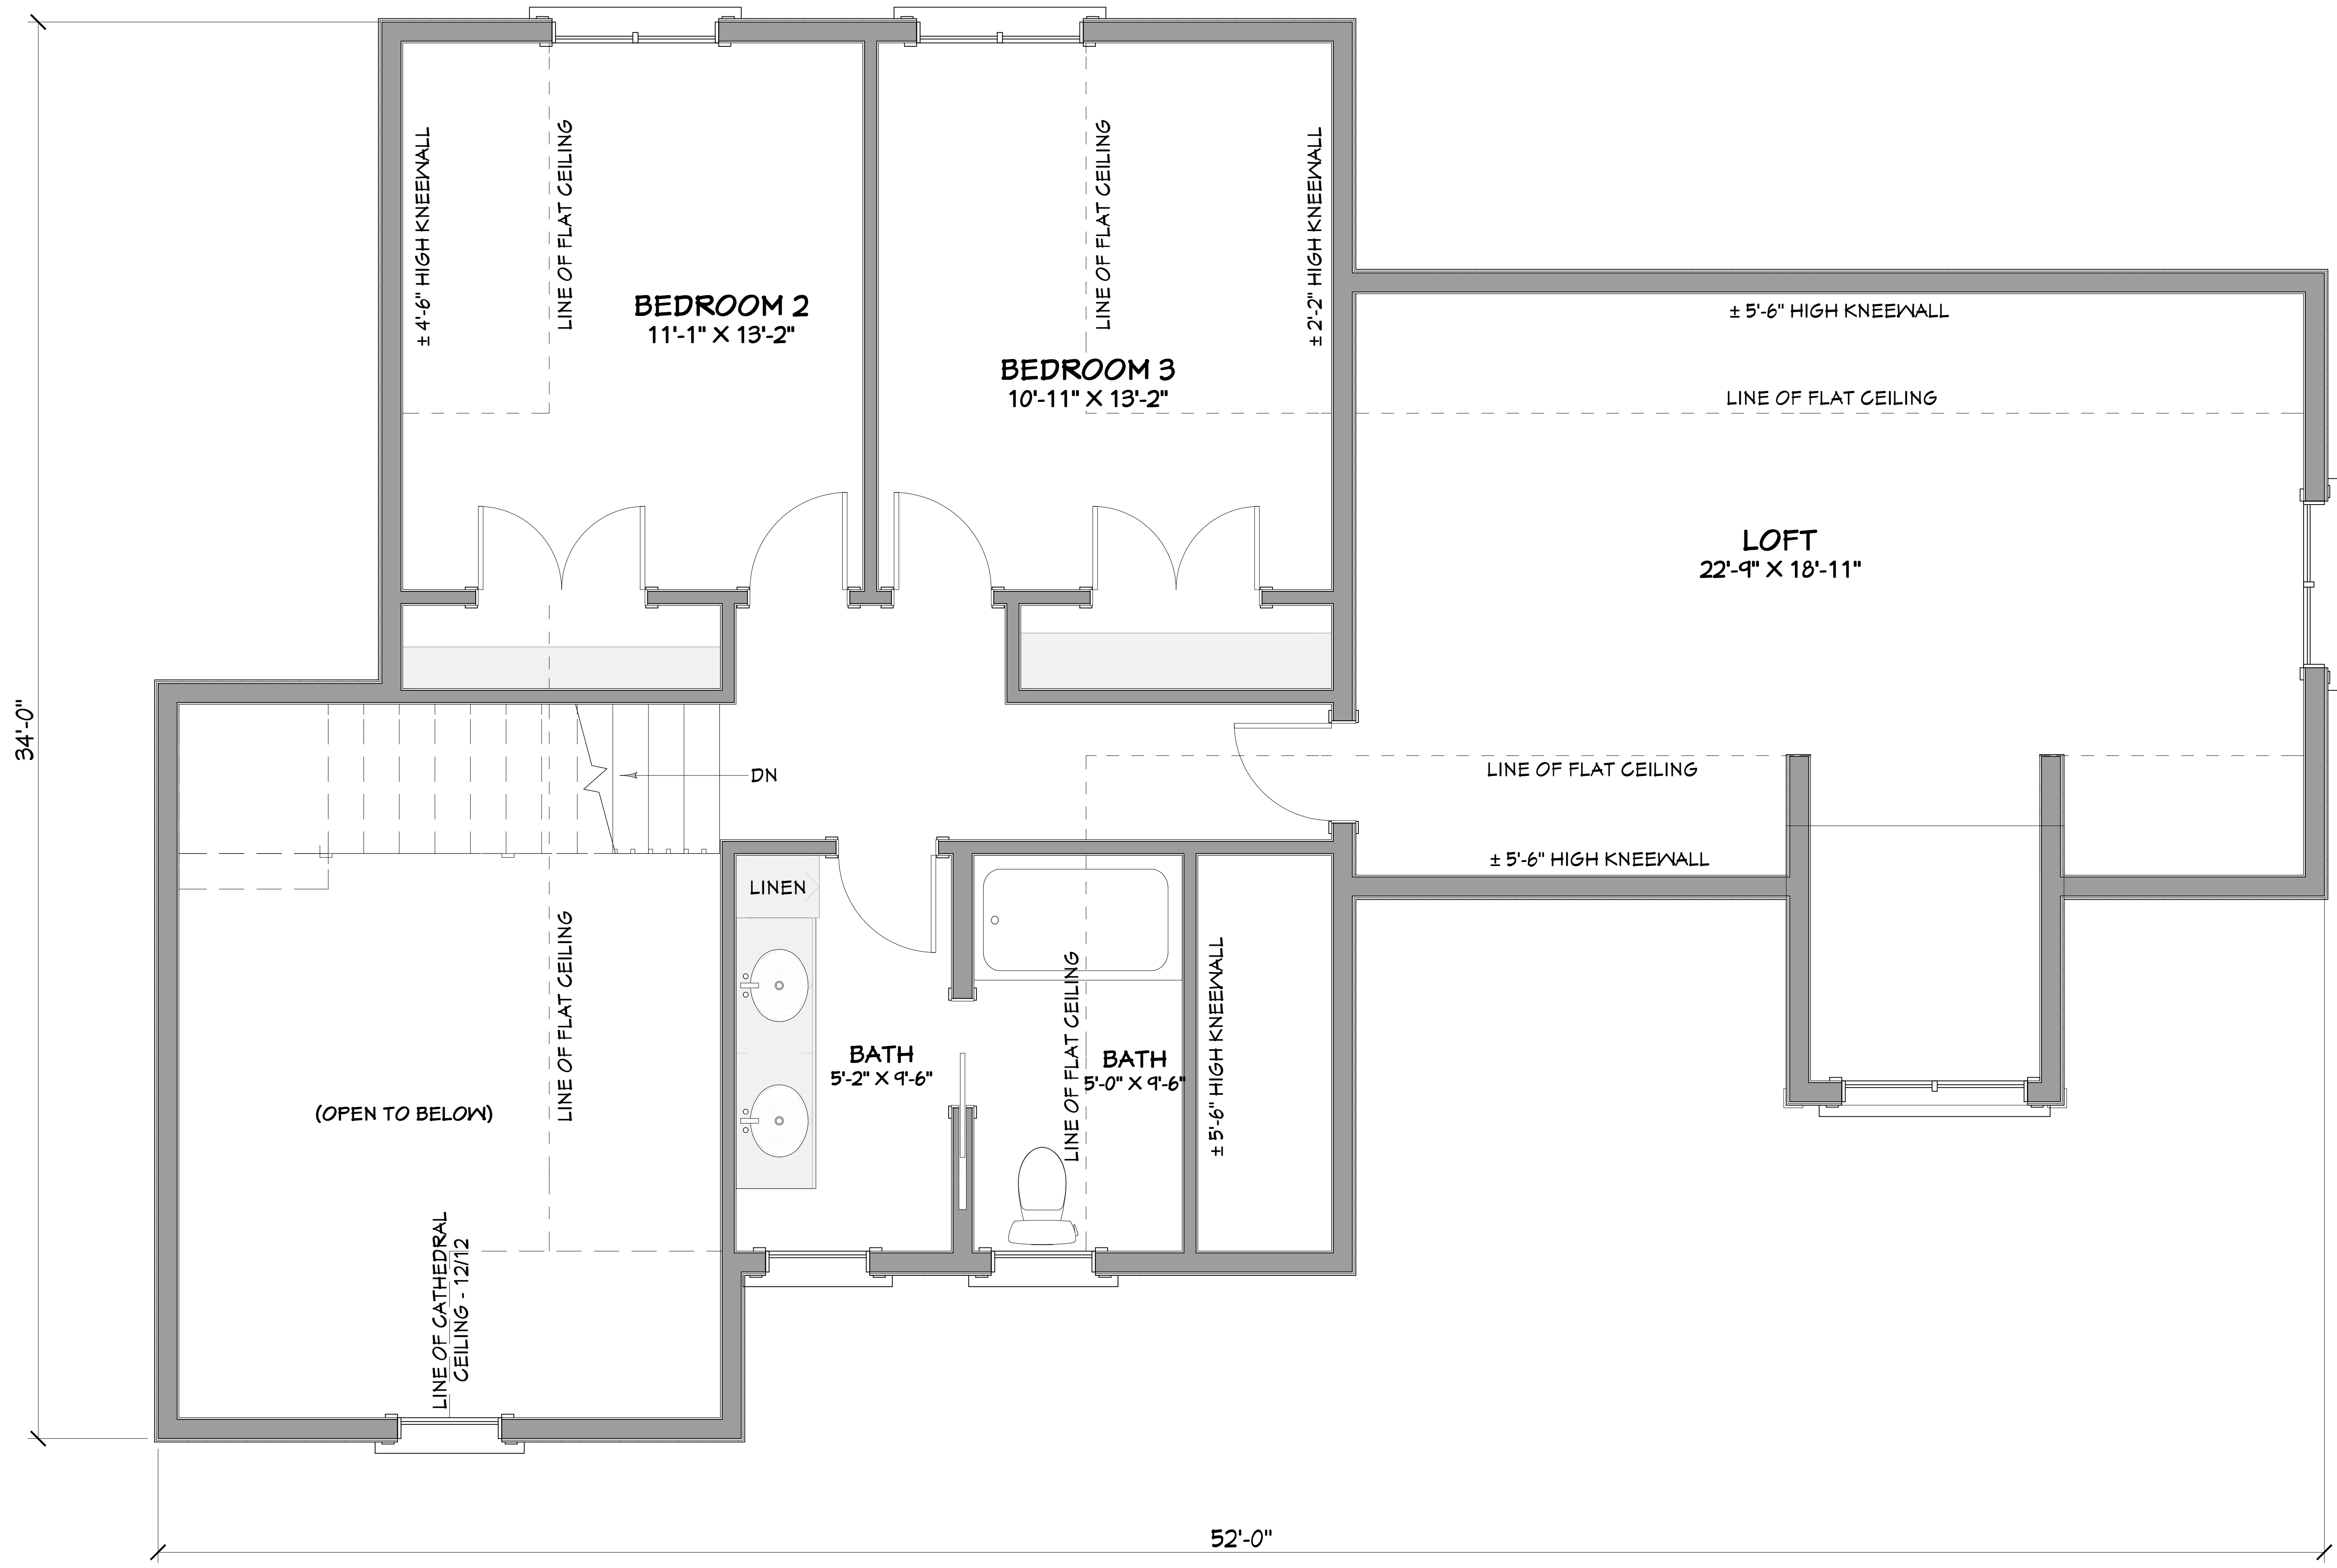 ± 4'-6" HIGH KNEEWALL
LINE OF FLAT CEILING
BEDROOM 2
11'-1" X 13'-2"
LINE OF FLAT CEILING
± 2'-2" HIGH KNEEWALL
BEDROOM 3
10'-11" X 13'-2"
± 5'-6" HIGH KNEEWALL
LINE OF FLAT CEILING
LOFT
22'-9" X 18'-11"
34'-0"
DN
LINE OF FLAT CEILING
± 5'-6" HIGH KNEEWALL
LINEN
LINE OF FLAT CEILING
(OPEN TO BELOW)
BATH
5'-2" X 9'-6"
LINE OF FLAT CEILING
BATH
5'-0" X 9'-6"
± 5'-6" HIGH KNEEWALL
LINE OF CATHEDRAL
CEILING - 12/12
52'-0"